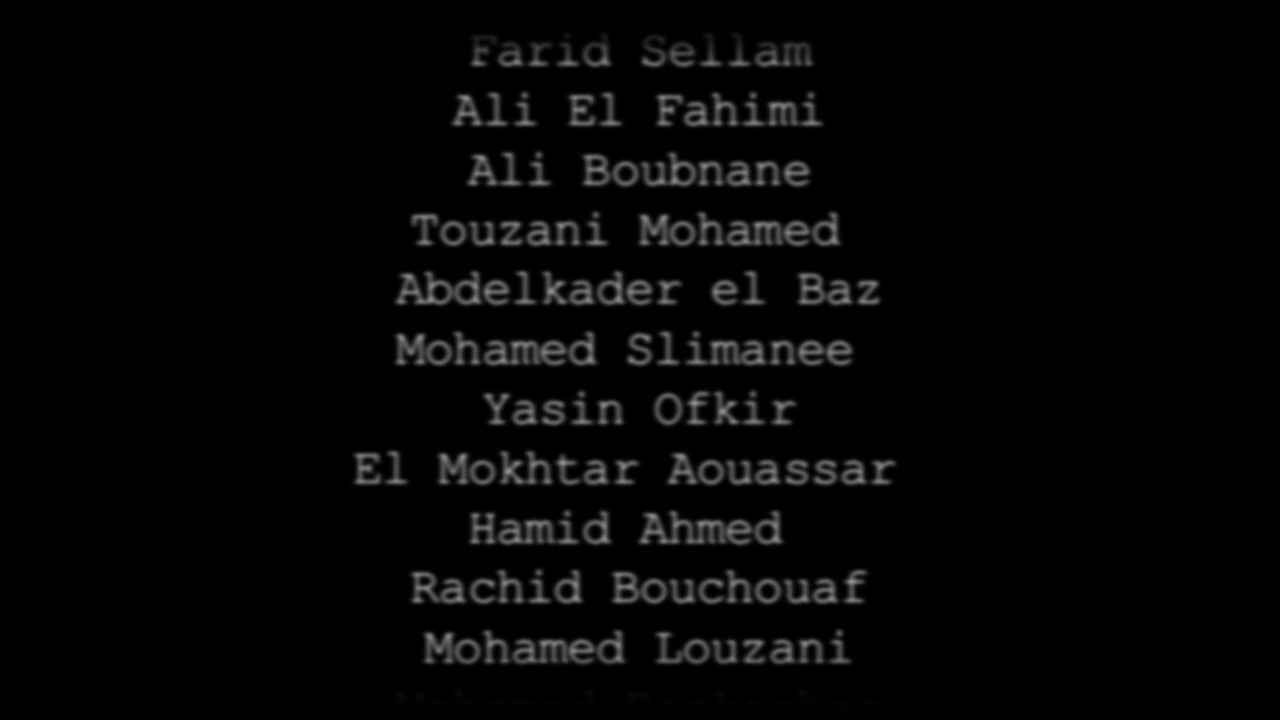 Farid Sellam
Ali El Fahimi
Ali Boubnane
Touzani Mohamed
Abdelkader el Baz
Mohamed Slimanee
Yasin Ofkir
El Mokhtar Aouassar
Hamid Ahmed
Rachid Bouchouaf
Mohamed Louzani